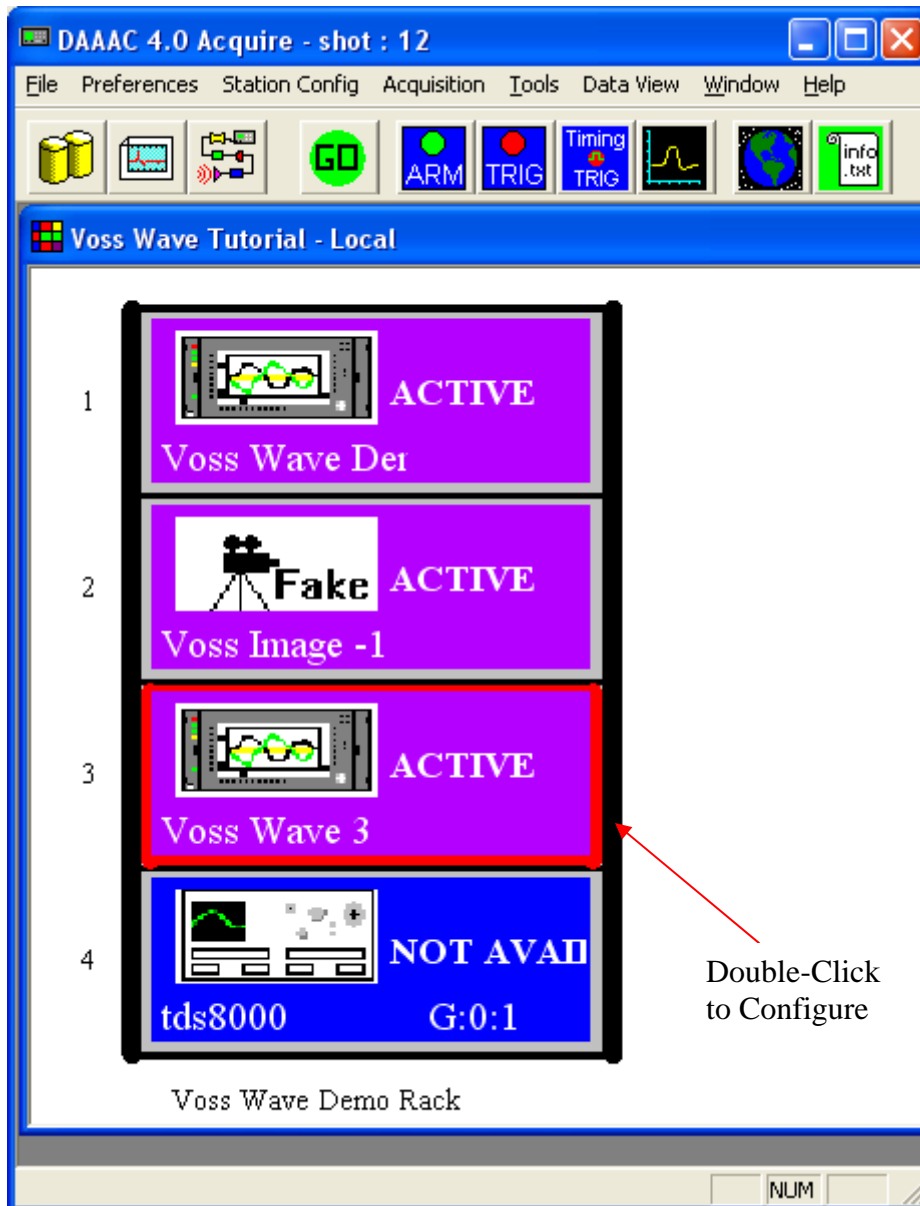 DAAAC 4.0 Acquire - shot : 12
File Preferences Station Config Acquisition Tools Data View Window Help
GO ARM TRIG Timing TRIG info .txt
Voss Wave Tutorial - Local
1 ACTIVE
Voss Wave Der
2 Fake ACTIVE
Voss Image -1
3 ACTIVE
Voss Wave 3
4 NOT AVAIL
tds8000 G:0:1
Double-Click
to Configure
Voss Wave Demo Rack
NUM